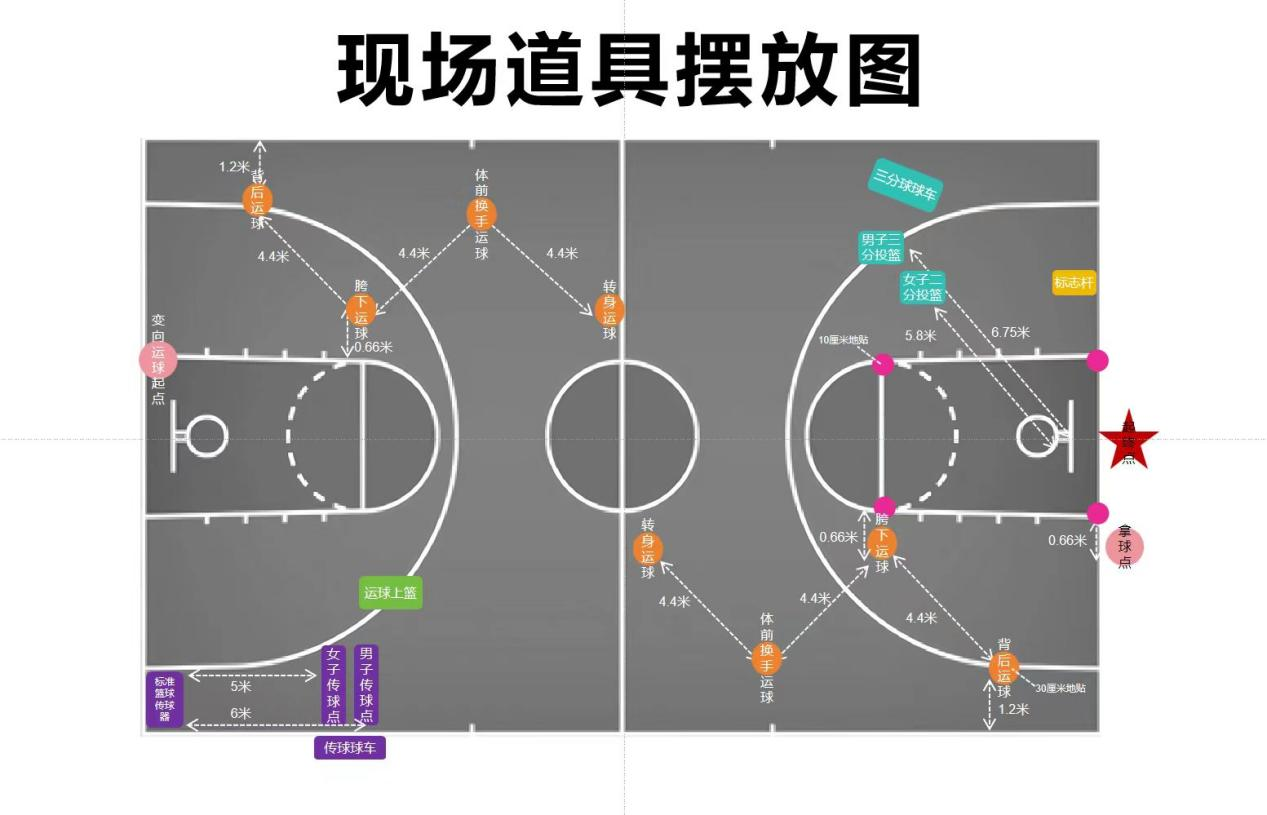 现场道具摆放图
1.2米
背后运球
体前换手运球
三分球球车
4.4米
4.4米
4.4米
男子三
分投篮
女子二
分投篮
标志杆
胯下运球
转身运球
变向运球起点
0.66米
10厘米地贴
5.8米
6.75米
起终点
转身运球
胯下运球
0.66米
0.66米
拿球点
运球上篮
4.4米
4.4米
4.4米
体前换手运球
背后运球
30厘米地贴
1.2米
标准
篮球
传球
器
5米
6米
女子传球点
男子传球点
传球球车